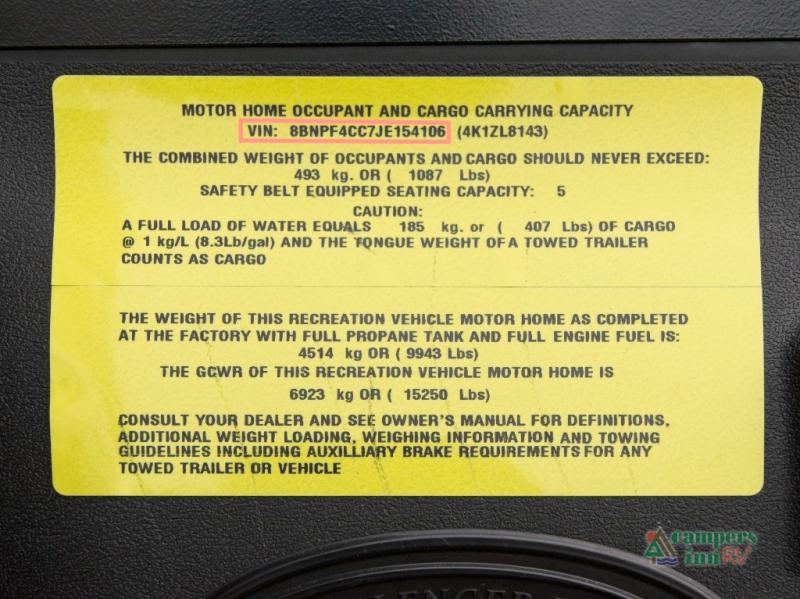 MOTOR HOME OCCUPANT AND CARGO CARRYING CAPACITY
VIN: 8BNPF4CC7JE154106 (4K1ZL8143)
THE COMBINED WEIGHT OF OCCUPANTS AND CARGO SHOULD NEVER EXCEED:
493 kg. OR ( 1087 Lbs)
SAFETY BELT EQUIPPED SEATING CAPACITY: 5
CAUTION:
A FULL LOAD OF WATER EQUALS 185 kg. or ( 407 Lbs) OF CARGO
@ 1 kg/L (8.3Lb/gal) AND THE TONGUE WEIGHT OF A TOWED TRAILER
COUNTS AS CARGO
THE WEIGHT OF THIS RECREATION VEHICLE MOTOR HOME AS COMPLETED
AT THE FACTORY WITH FULL PROPANE TANK AND FULL ENGINE FUEL IS:
4514 kg OR ( 9943 Lbs)
THE GCWR OF THIS RECREATION VEHICLE MOTOR HOME IS
6923 kg OR ( 15250 Lbs)
CONSULT YOUR DEALER AND SEE OWNER'S MANUAL FOR DEFINITIONS,
ADDITIONAL WEIGHT LOADING, WEIGHING INFORMATION AND TOWING
GUIDELINES INCLUDING AUXILLIARY BRAKE REQUIREMENTS FOR ANY
TOWED TRAILER OR VEHICLE
campers
inn RV